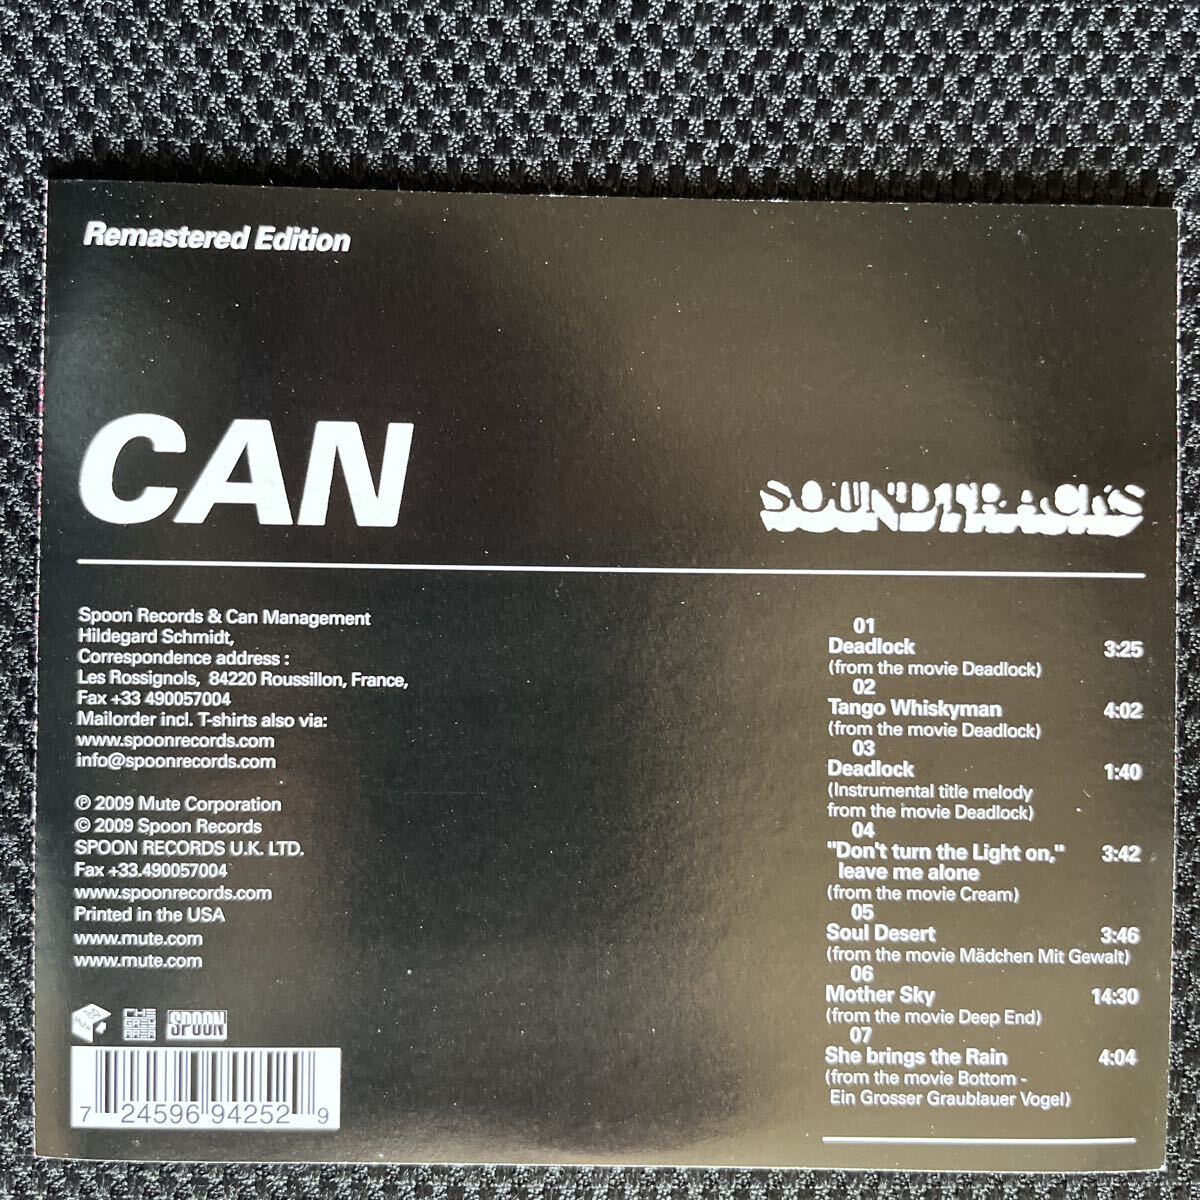 Remastered Edition
CAN
SOUNDTRACKS
Spoon Records & Can Management
Hildegard Schmidt,
Correspondence address :
Les Rossignols, 84220 Roussillon, France,
Fax +33 490057004
Mailorder incl. T-shirts also via:
www.spoonrecords.com
info@spoonrecords.com
℗ 2009 Mute Corporation
© 2009 Spoon Records
SPOON RECORDS U.K. LTD.
Fax +33.490057004
www.spoonrecords.com
Printed in the USA
www.mute.com
www.mute.com
Mute
THE
GREY
AREA
SPOON
7 24596 94252 9
01
Deadlock 3:25
(from the movie Deadlock)
02
Tango Whiskyman 4:02
(from the movie Deadlock)
03
Deadlock 1:40
(Instrumental title melody
from the movie Deadlock)
04
"Don't turn the Light on," 3:42
leave me alone
(from the movie Cream)
05
Soul Desert 3:46
(from the movie Mädchen Mit Gewalt)
06
Mother Sky 14:30
(from the movie Deep End)
07
She brings the Rain 4:04
(from the movie Bottom -
Ein Grosser Graublauer Vogel)